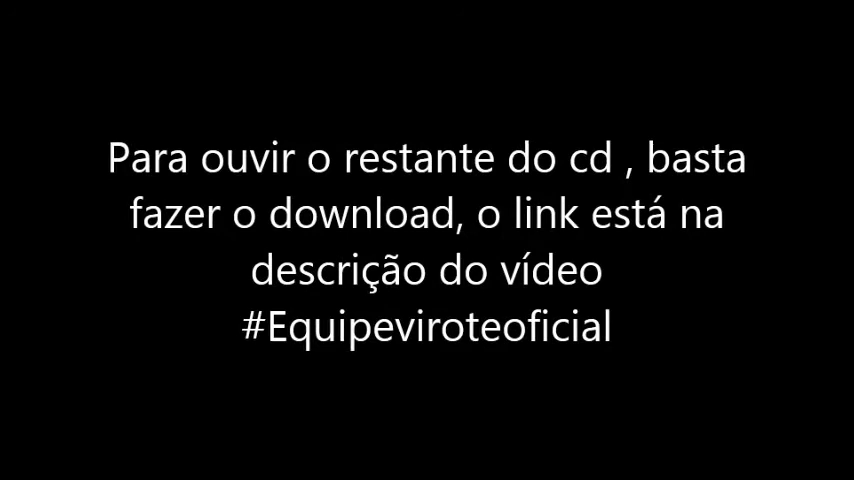 Para ouvir o restante do cd , basta
fazer o download, o link está na
descrição do vídeo
#Equipeviroteoficial